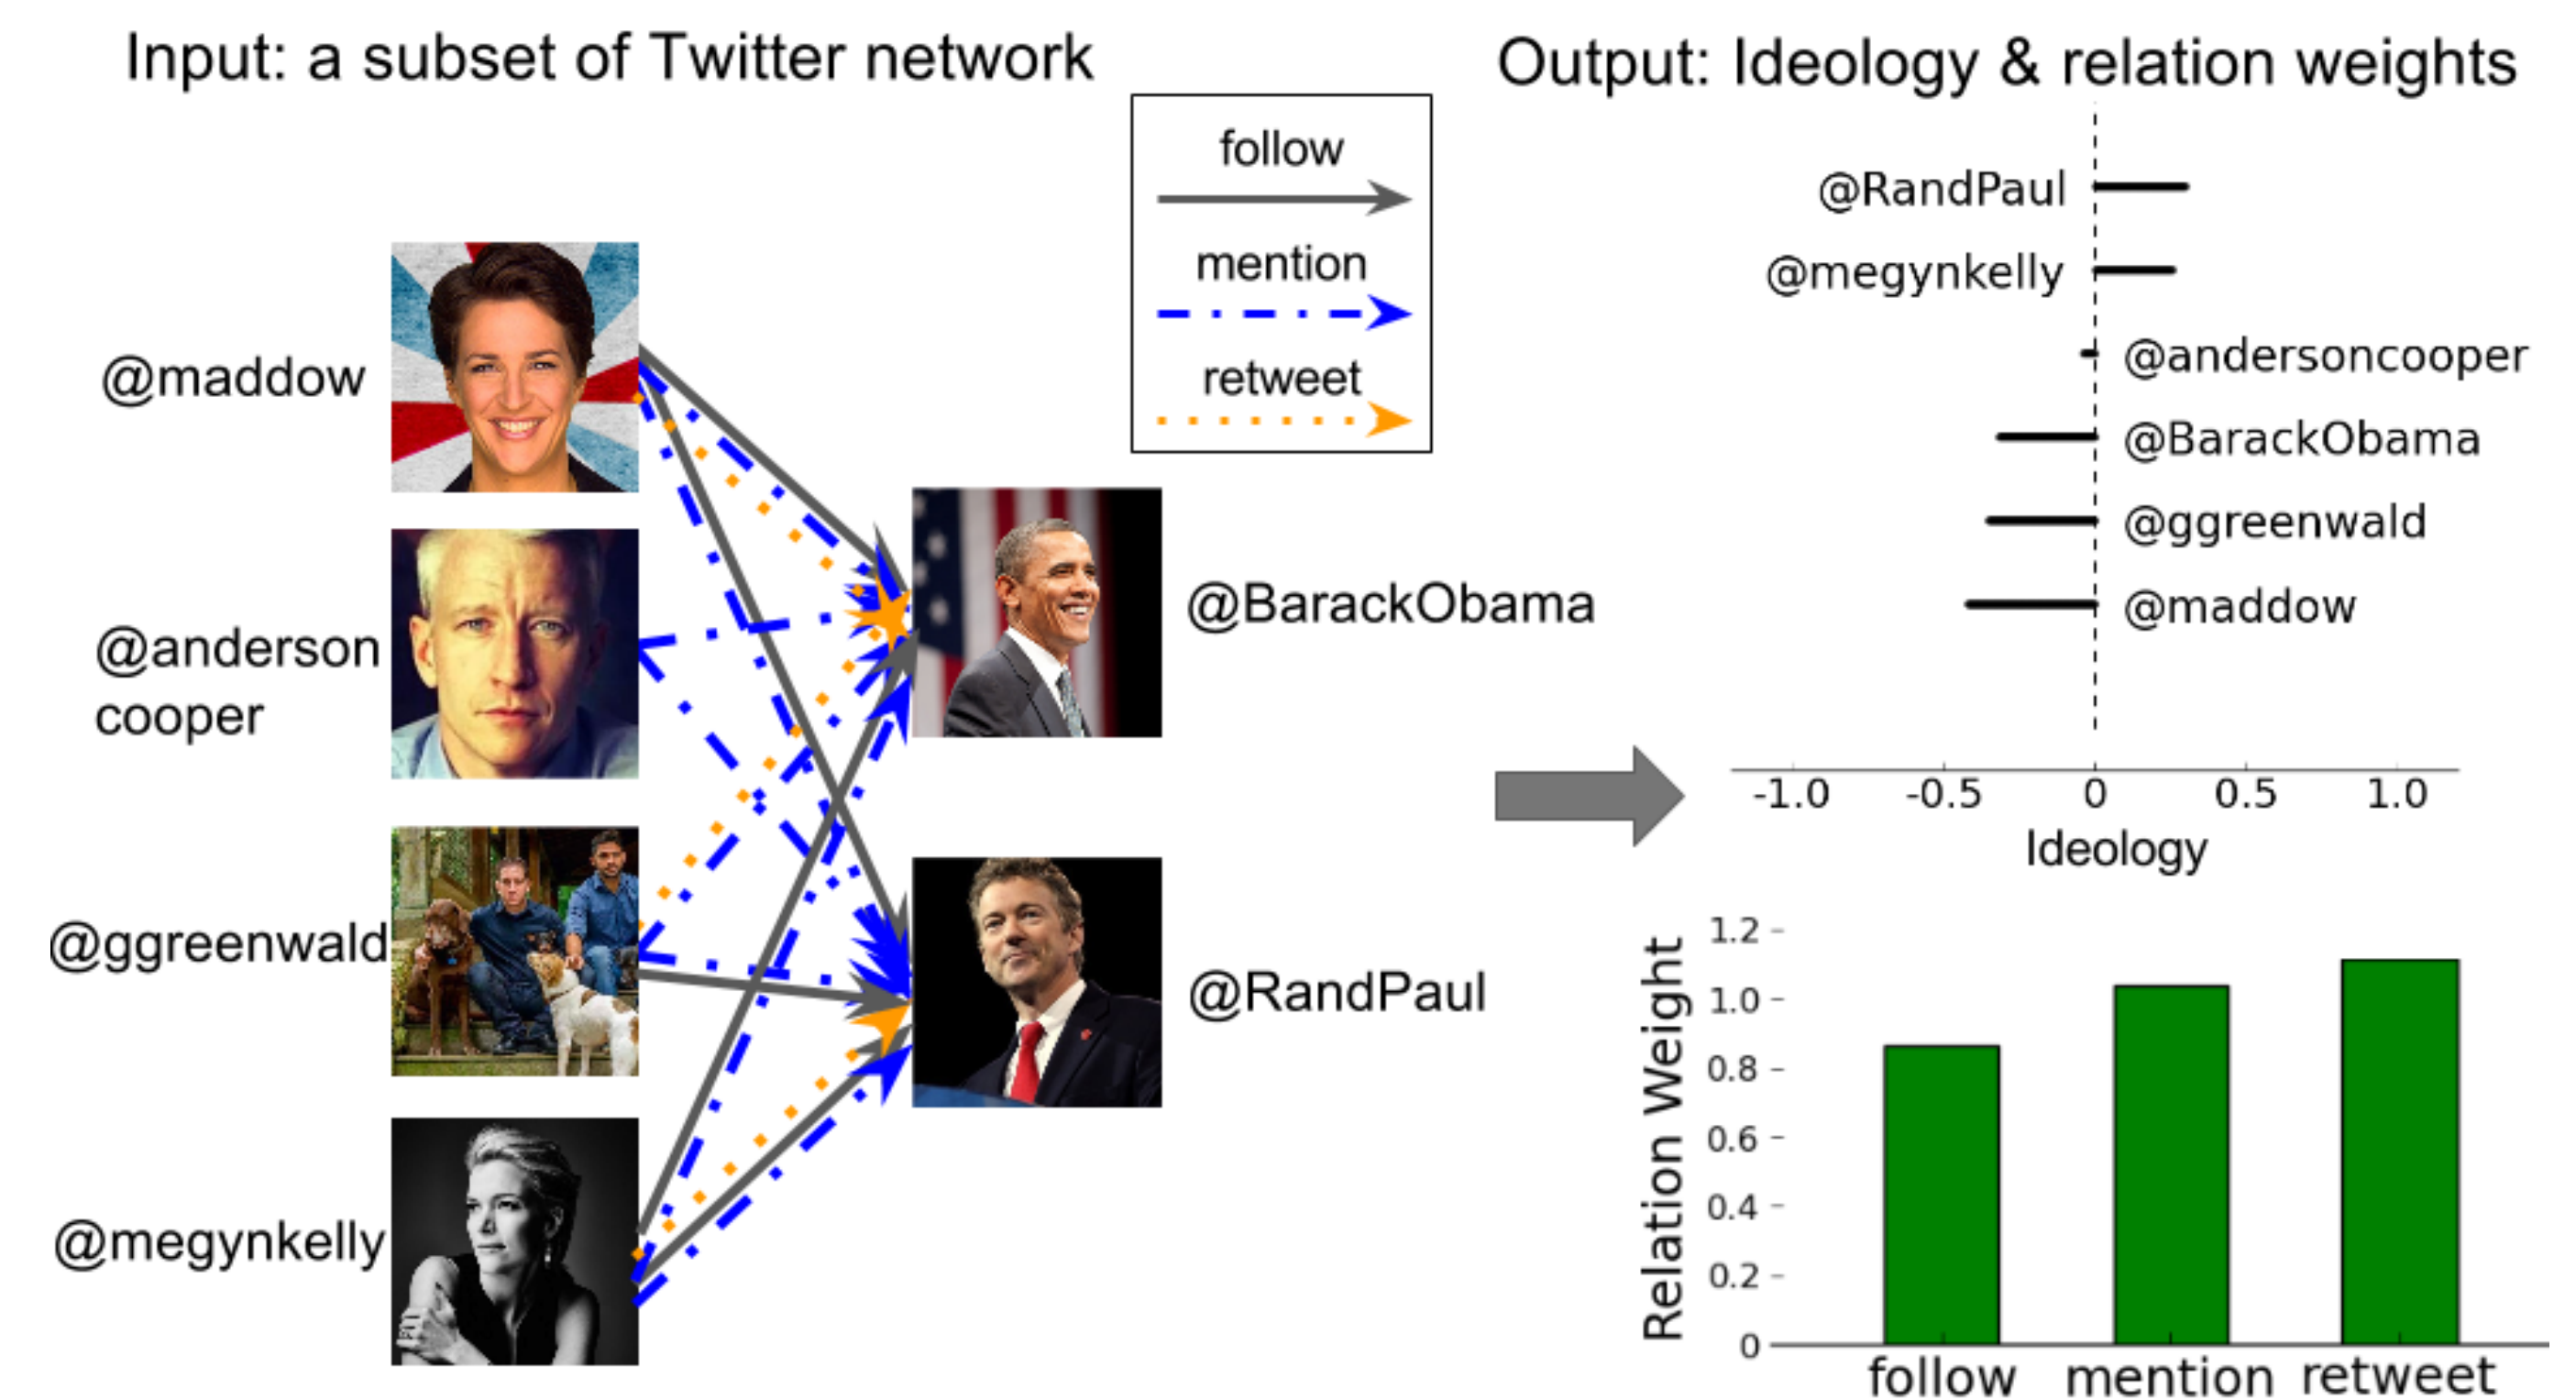 Input: a subset of Twitter network
follow
mention
retweet
@maddow
@anderson
cooper
@ggreenwald
@megynkelly
@BarackObama
@RandPaul
Output: Ideology & relation weights
@RandPaul
@megynkelly
@andersoncooper
@BarackObama
@ggreenwald
@maddow
-1.0 -0.5 0 0.5 1.0
Ideology
Relation Weight
1.2
1.0
0.8
0.6
0.4
0.2
0
follow mention retweet